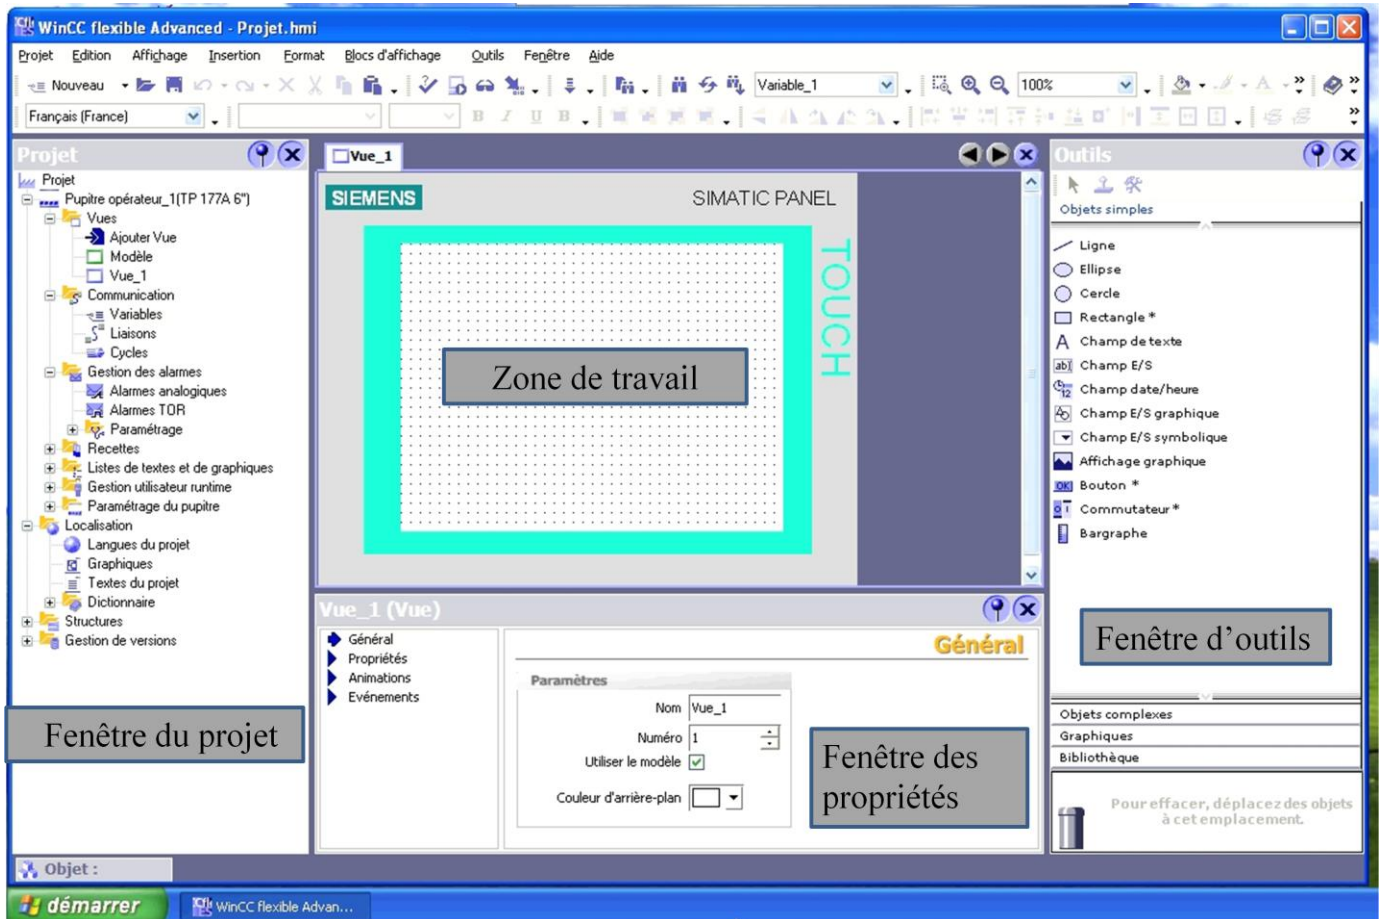 WinCC flexible Advanced - Projet.hmi
Projet Edition Affichage Insertion Format Blocs d'affichage Outils Fenêtre Aide
Nouveau Variable_1 100%
Français (France) B I U B
Projet
Projet
Pupitre opérateur_1(TP 177A 6")
Vues
Ajouter Vue
Modèle
Vue_1
Communication
Variables
Liaisons
Cycles
Gestion des alarmes
Alarmes analogiques
Alarmes TOR
Paramétrage
Recettes
Listes de textes et de graphiques
Gestion utilisateur runtime
Paramétrage du pupitre
Localisation
Langues du projet
Graphiques
Textes du projet
Dictionnaire
Structures
Gestion de versions
Fenêtre du projet
Vue_1
SIEMENS SIMATIC PANEL
TOUCH
Zone de travail
Vue_1 (Vue)
Général
Propriétés
Animations
Evénements
Général
Paramètres
Nom Vue_1
Numéro 1
Utiliser le modèle
Couleur d'arrière-plan
Fenêtre des
propriétés
Outils
Objets simples
Ligne
Ellipse
Cercle
Rectangle *
Champ de texte
Champ E/S
Champ date/heure
Champ E/S graphique
Champ E/S symbolique
Affichage graphique
Bouton *
Commutateur *
Bargraphe
Fenêtre d’outils
Objets complexes
Graphiques
Bibliothèque
Pour effacer, déplacez des objets
à cet emplacement.
Objet :
démarrer WinCC flexible Advan...